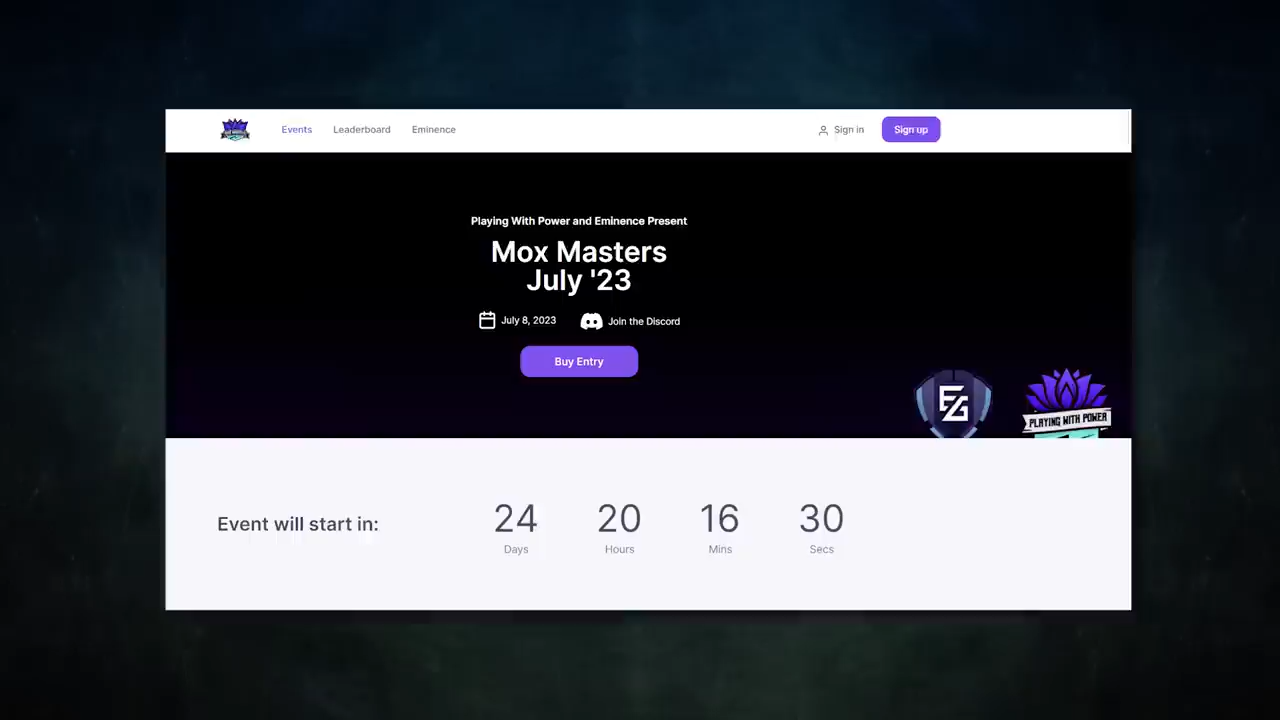 Events Leaderboard Eminence Sign in Sign up
Playing With Power and Eminence Present
Mox Masters
July '23
July 8, 2023 Join the Discord
Buy Entry
EG
PLAYING WITH POWER
Event will start in:
24 20 16 30
Days Hours Mins Secs